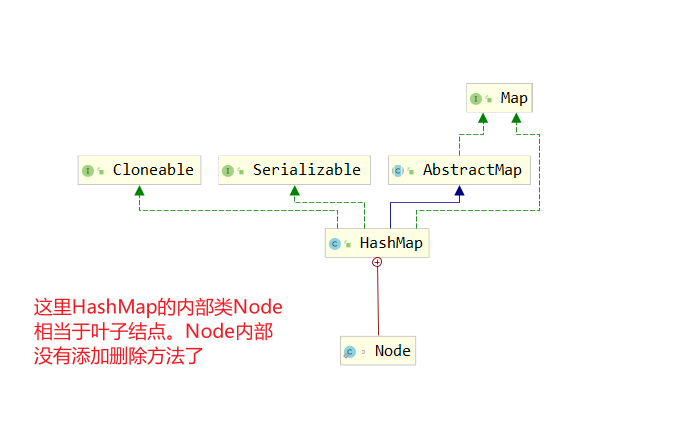 Map
Cloneable
Serializable
AbstractMap
HashMap
这里HashMap的内部类Node
相当于叶子结点。Node内部
没有添加删除方法了
Node